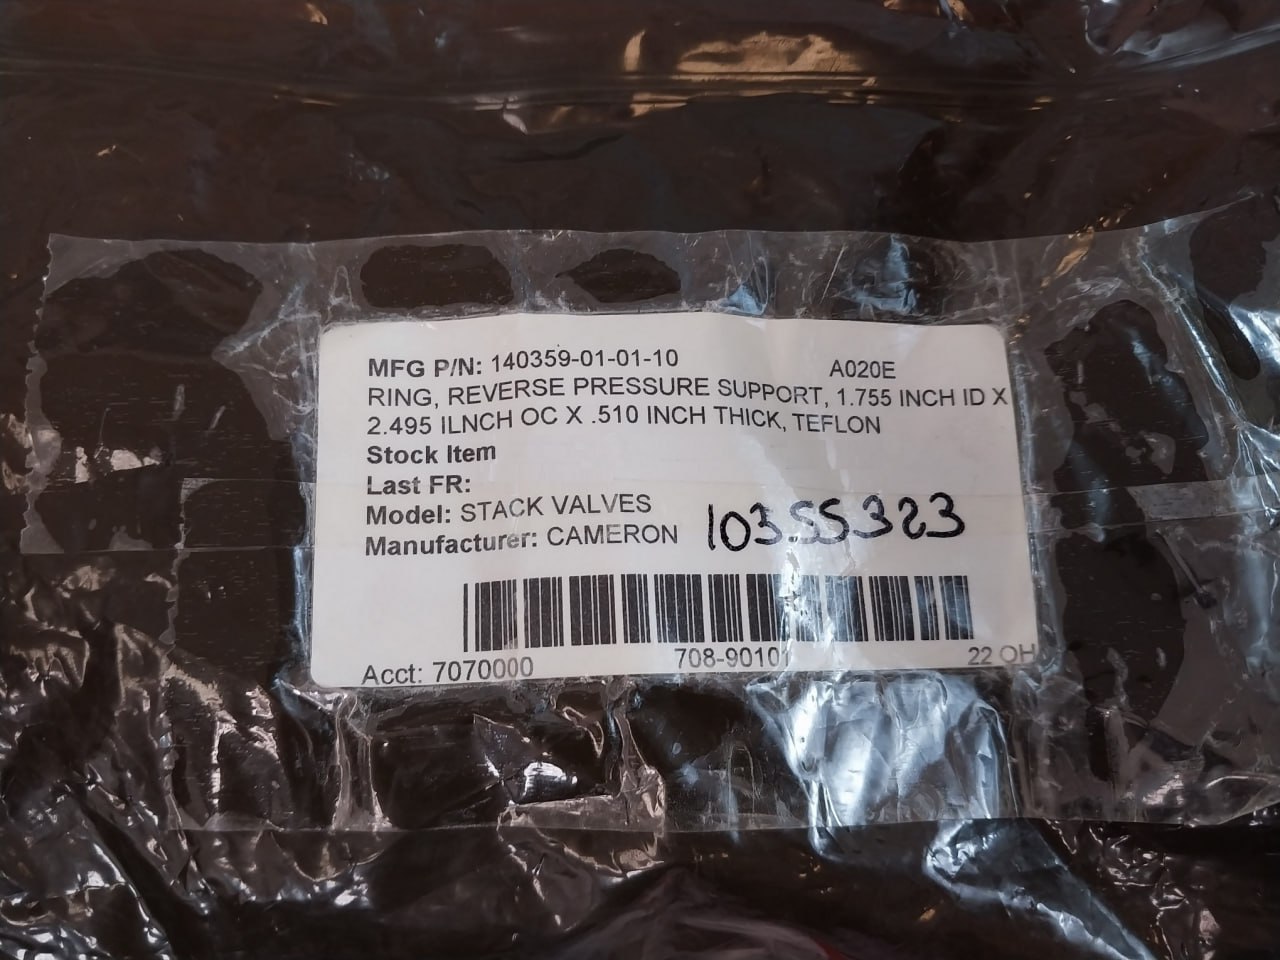 MFG P/N: 140359-01-01-10 A020E
RING, REVERSE PRESSURE SUPPORT, 1.755 INCH ID X
2.495 ILNCH OC X .510 INCH THICK, TEFLON
Stock Item
Last FR:
Model: STACK VALVES
Manufacturer: CAMERON 10355323
Acct: 7070000 708-90101 22 OH